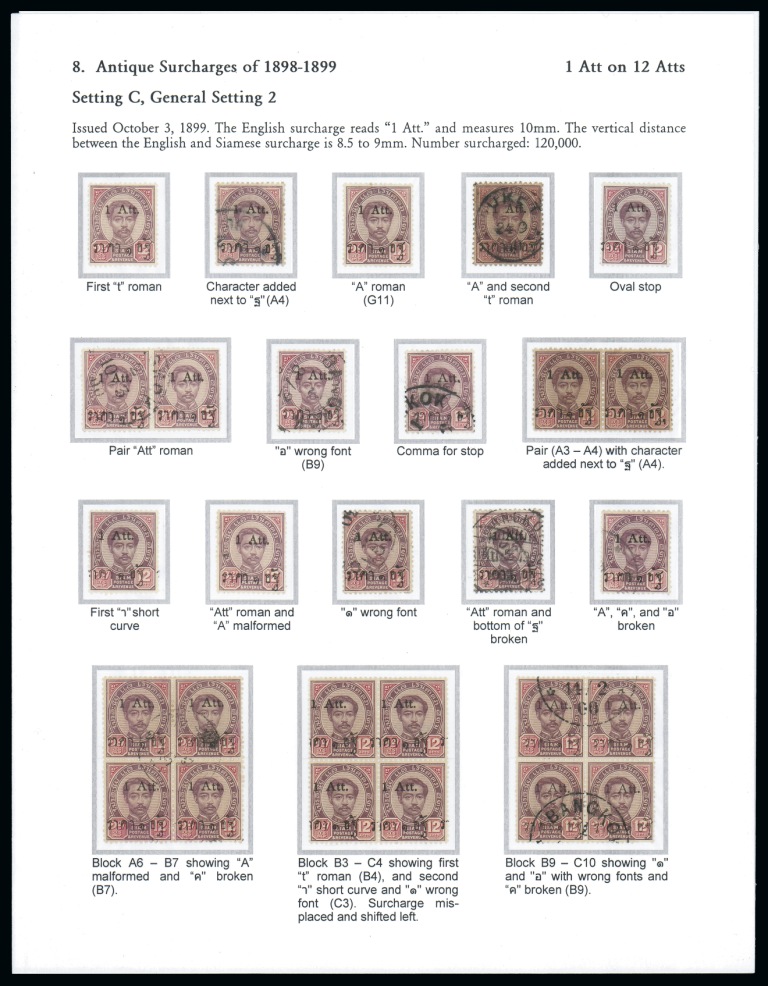 8. Antique Surcharges of 1898-1899
1 Att on 12 Atts
Setting C, General Setting 2
Issued October 3, 1899. The English surcharge reads “1 Att.” and measures 10mm. The vertical distance
between the English and Siamese surcharge is 8.5 to 9mm. Number surcharged: 120,000.
First “t” roman
Character added
next to “ฐ” (A4)
“A” roman
(G11)
“A” and second
“t” roman
Oval stop
Pair “Att” roman
"อ" wrong font
(B9)
Comma for stop
Pair (A3 – A4) with character
added next to “ฐ” (A4).
First “า” short
curve
“Att” roman and
“A” malformed
"๑" wrong font
“Att” roman and
bottom of “ฐ”
broken
“A”, “ค”, and “อ”
broken
Block A6 – B7 showing “A”
malformed and “ค” broken
(B7).
Block B3 – C4 showing first
“t” roman (B4), and second
“า” short curve and "๑" wrong
font (C3). Surcharge mis-
placed and shifted left.
Block B9 – C10 showing "๑"
and "อ" with wrong fonts and
“ค” broken (B9).